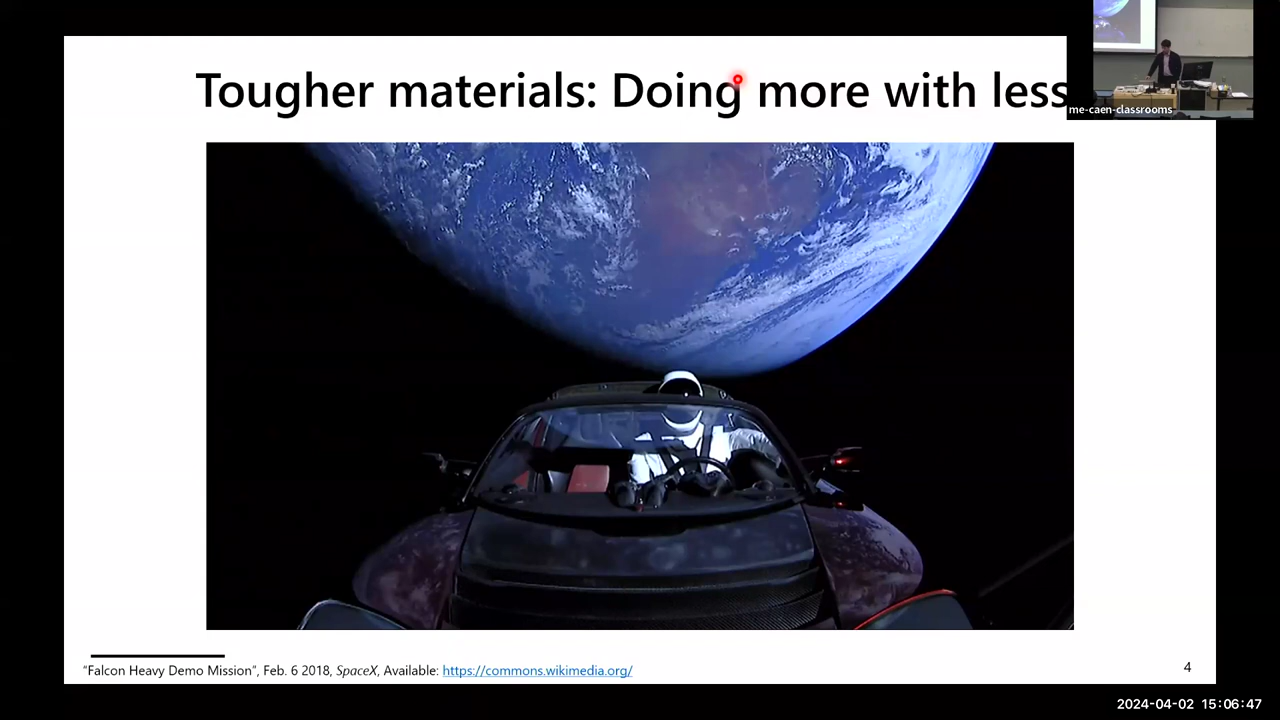 Tougher materials: Doing more with less
me-caen-classrooms
"Falcon Heavy Demo Mission", Feb. 6 2018, SpaceX, Available: https://commons.wikimedia.org/
4
2024-04-02 15:06:47